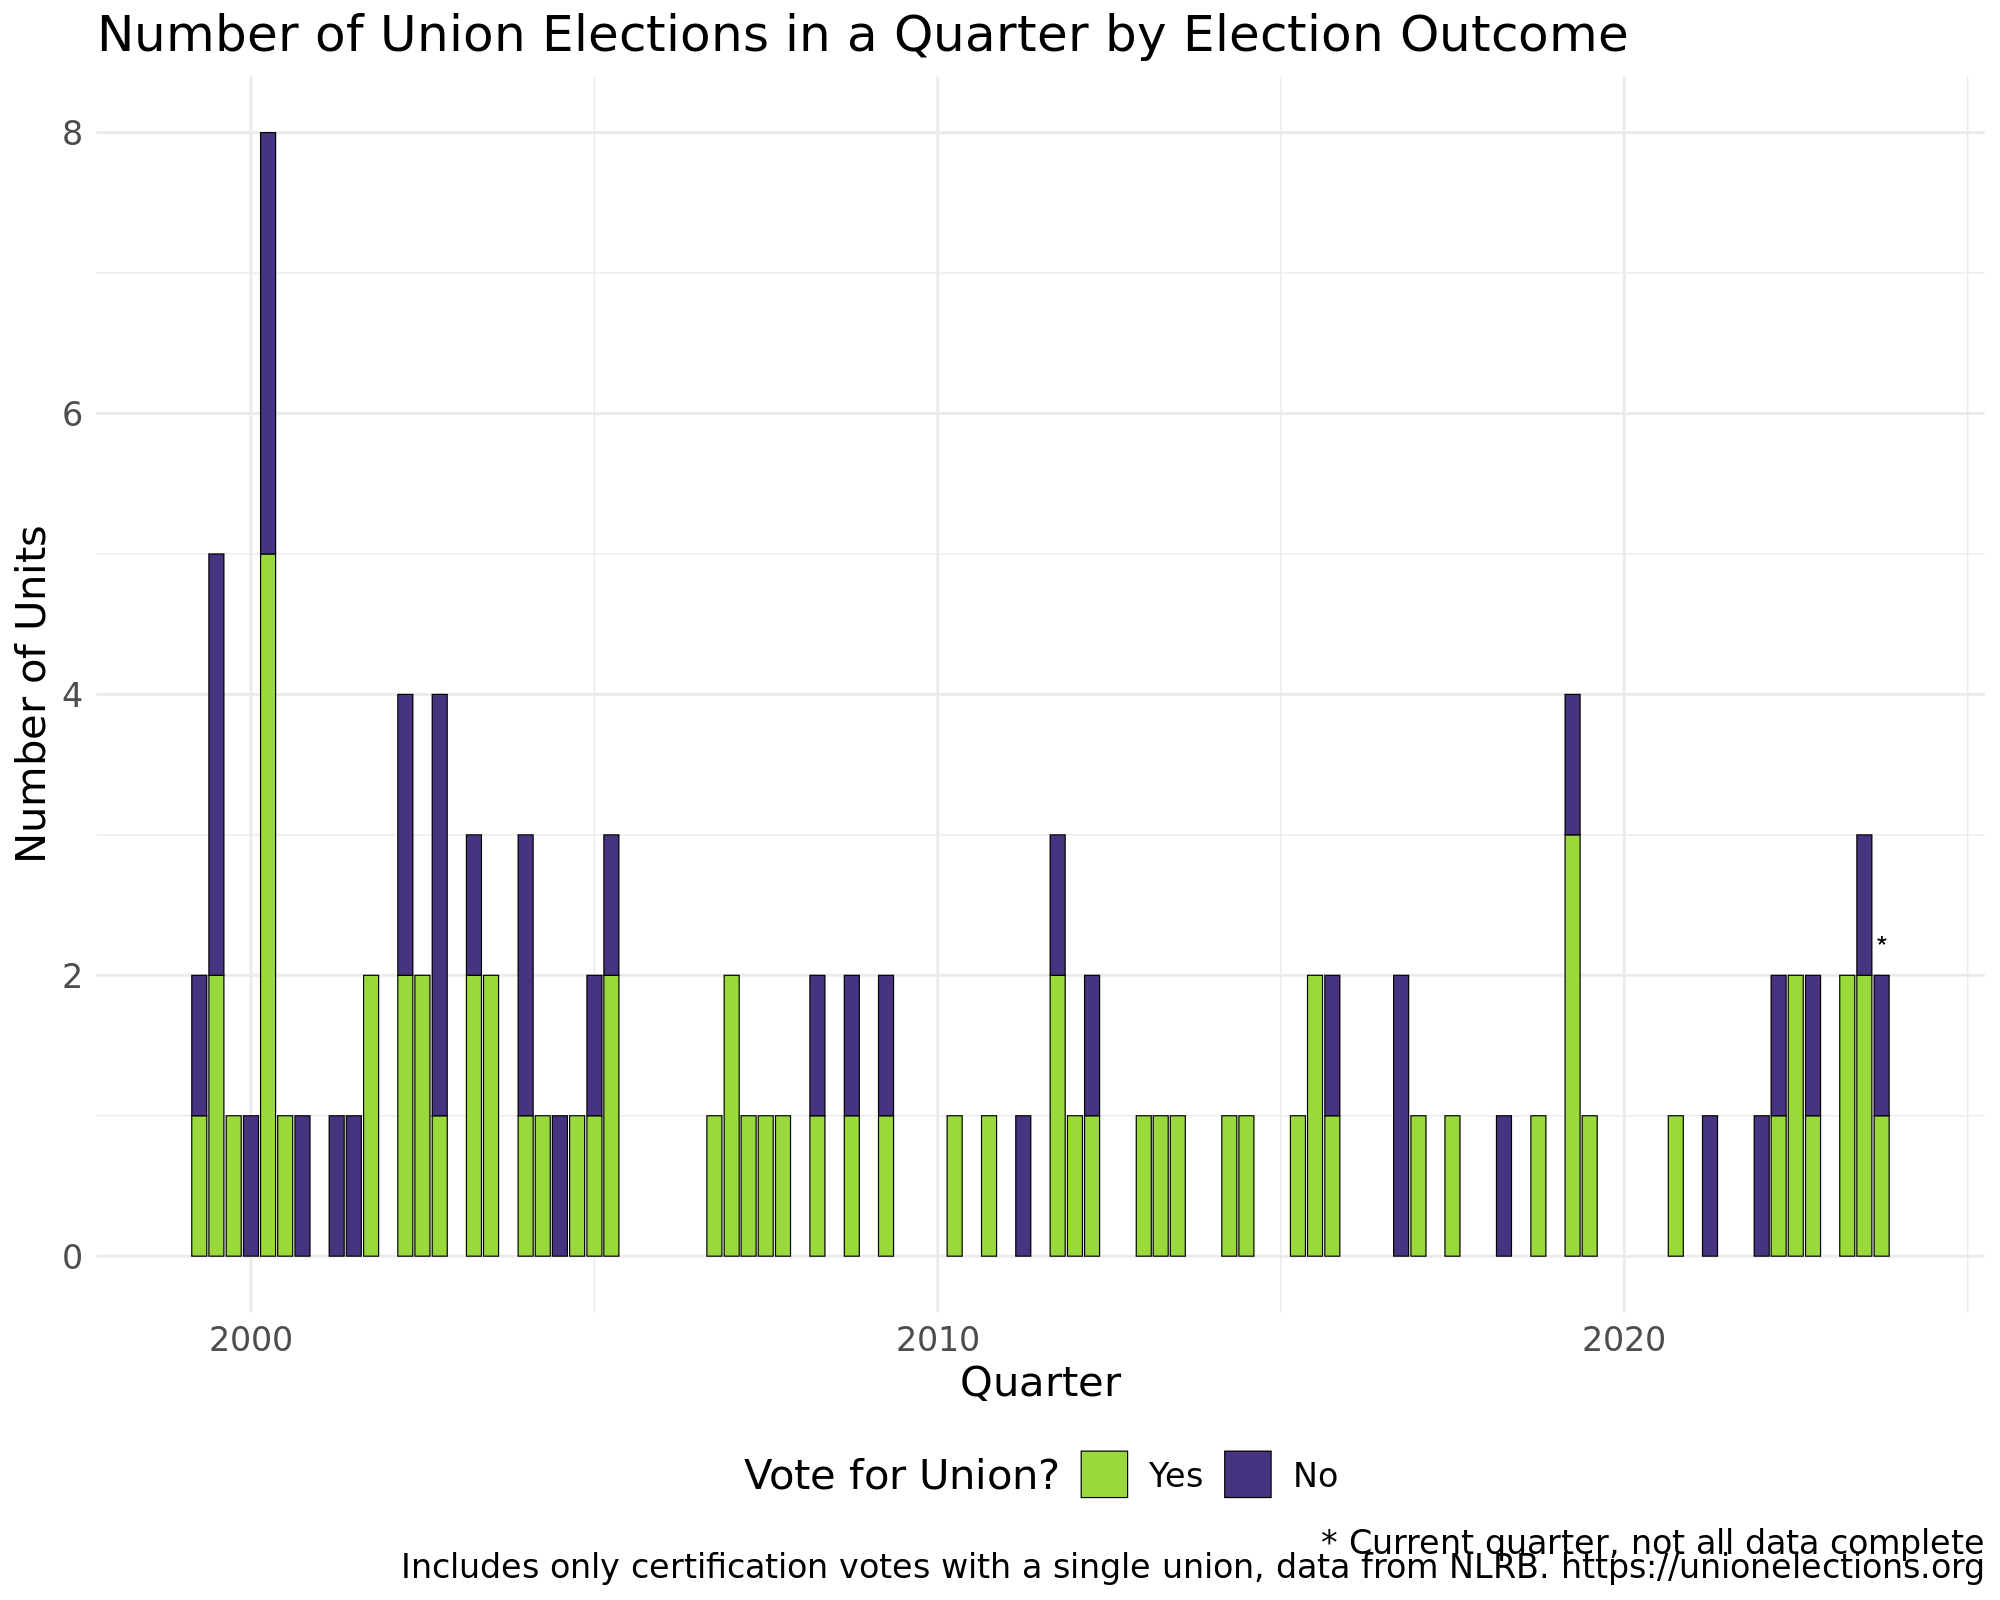 Number of Union Elections in a Quarter by Election Outcome
Number of Units
8
6
4
2
0
*
2000 2010 2020
Quarter
Vote for Union? Yes No
* Current quarter, not all data complete
Includes only certification votes with a single union, data from NLRB. https://unionelections.org